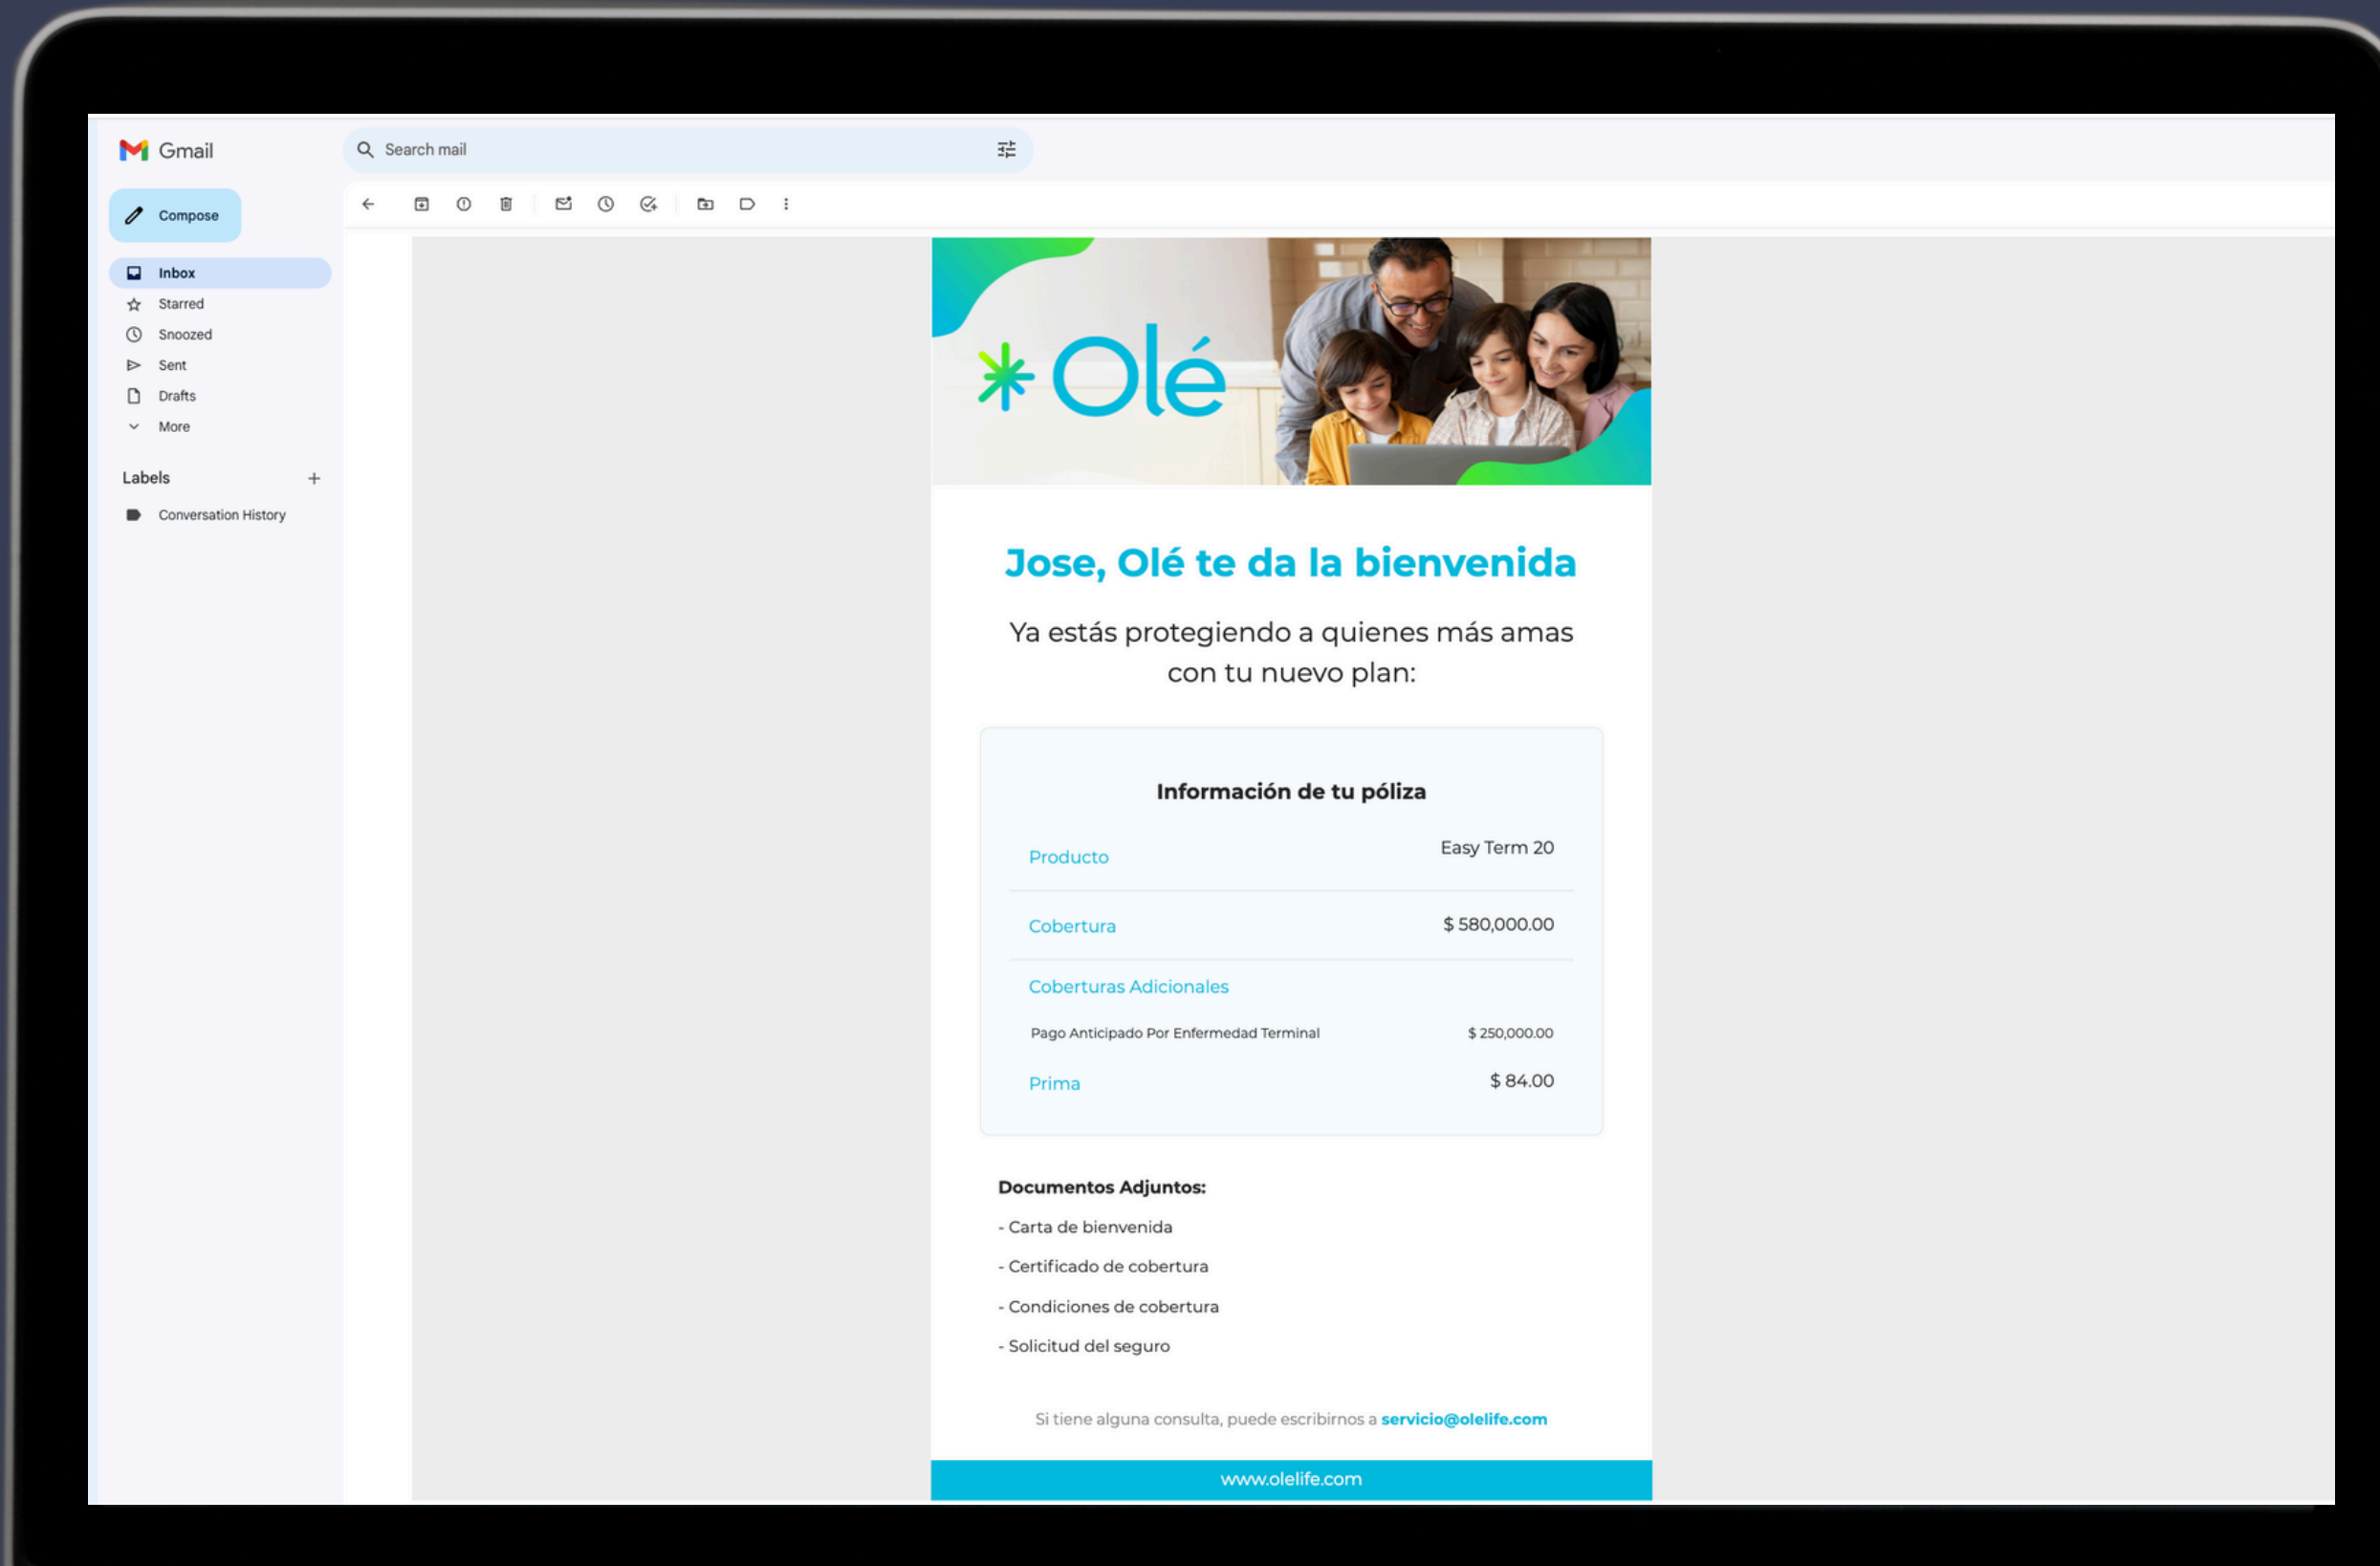 Gmail
Search mail
Compose
Inbox
Starred
Snoozed
Sent
Drafts
More
Labels
Conversation History
Olé
Jose, Olé te da la bienvenida
Ya estás protegiendo a quienes más amas
con tu nuevo plan:
Información de tu póliza
Producto Easy Term 20
Cobertura $ 580,000.00
Coberturas Adicionales
Pago Anticipado Por Enfermedad Terminal $ 250,000.00
Prima $ 84.00
Documentos Adjuntos:
- Carta de bienvenida
- Certificado de cobertura
- Condiciones de cobertura
- Solicitud del seguro
Si tiene alguna consulta, puede escribirnos a servicio@olelife.com
www.olelife.com